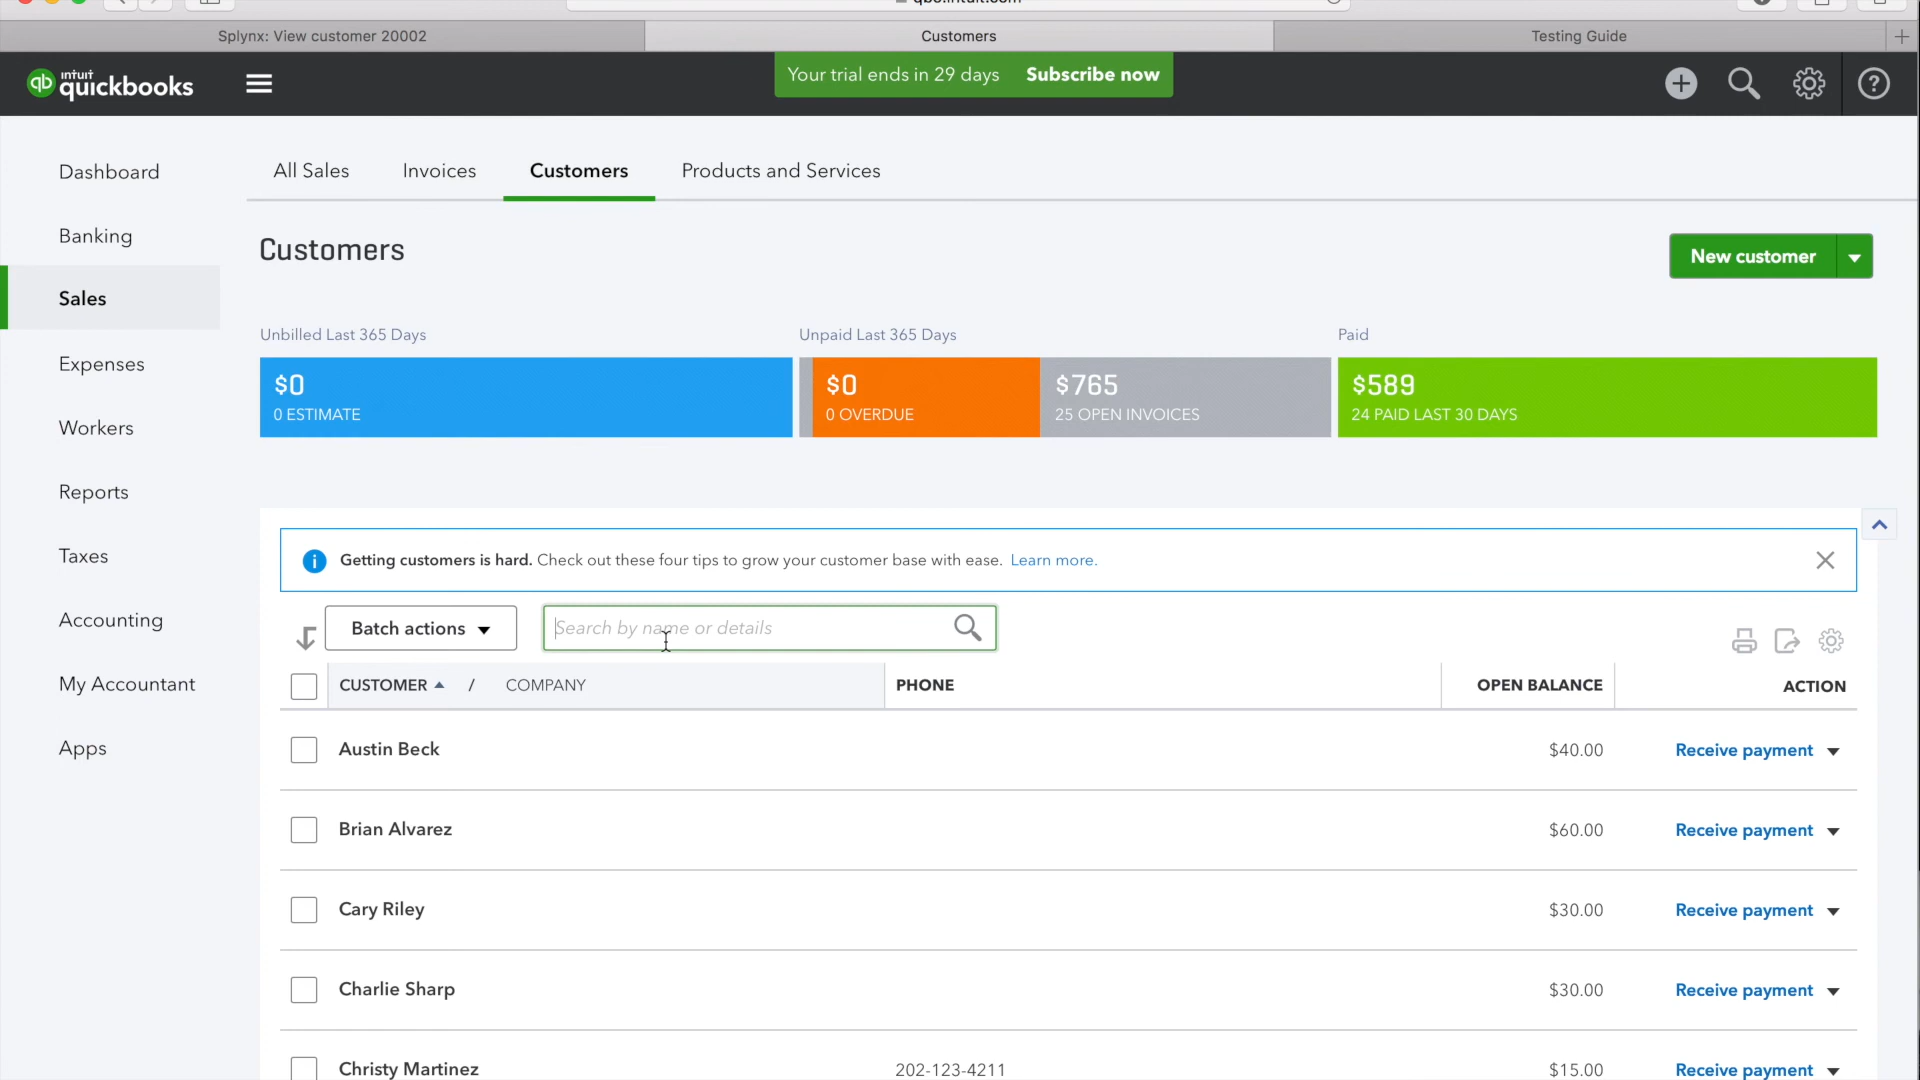 Splynx: View customer 20002
Customers
Testing Guide
intuit
quickbooks
Your trial ends in 29 days Subscribe now
Dashboard
Banking
Sales
Expenses
Workers
Reports
Taxes
Accounting
My Accountant
Apps
All Sales
Invoices
Customers
Products and Services
Customers
New customer
Unbilled Last 365 Days
Unpaid Last 365 Days
Paid
$0
0 ESTIMATE
$0
0 OVERDUE
$765
25 OPEN INVOICES
$589
24 PAID LAST 30 DAYS
Getting customers is hard. Check out these four tips to grow your customer base with ease. Learn more.
Batch actions
Search by name or details
CUSTOMER / COMPANY PHONE OPEN BALANCE ACTION
Austin Beck $40.00 Receive payment
Brian Alvarez $60.00 Receive payment
Cary Riley $30.00 Receive payment
Charlie Sharp $30.00 Receive payment
Christy Martinez 202-123-4211 $15.00 Receive payment